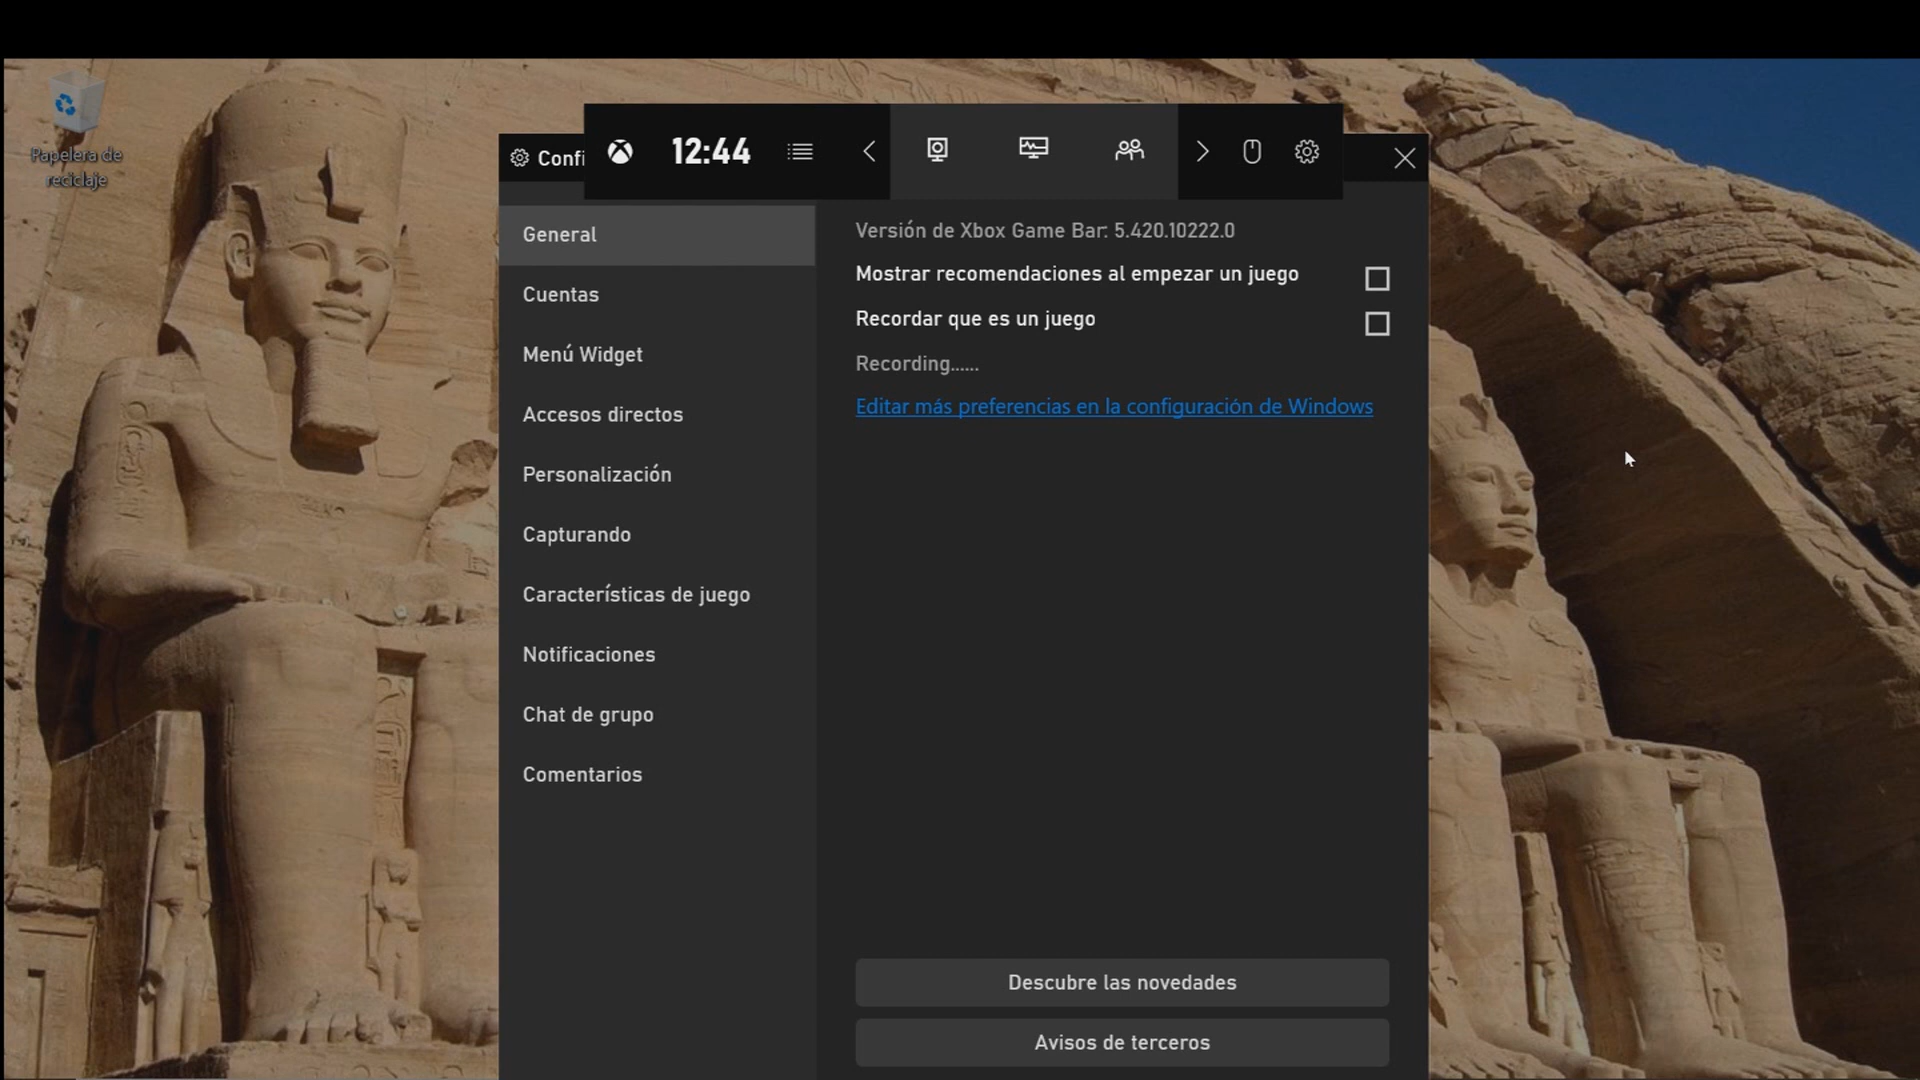 Papelera de
reciclaje
Confi
12:44
General
Cuentas
Menú Widget
Accesos directos
Personalización
Capturando
Características de juego
Notificaciones
Chat de grupo
Comentarios
Versión de Xbox Game Bar: 5.420.10222.0
Mostrar recomendaciones al empezar un juego
Recordar que es un juego
Recording......
Editar más preferencias en la configuración de Windows
Descubre las novedades
Avisos de terceros